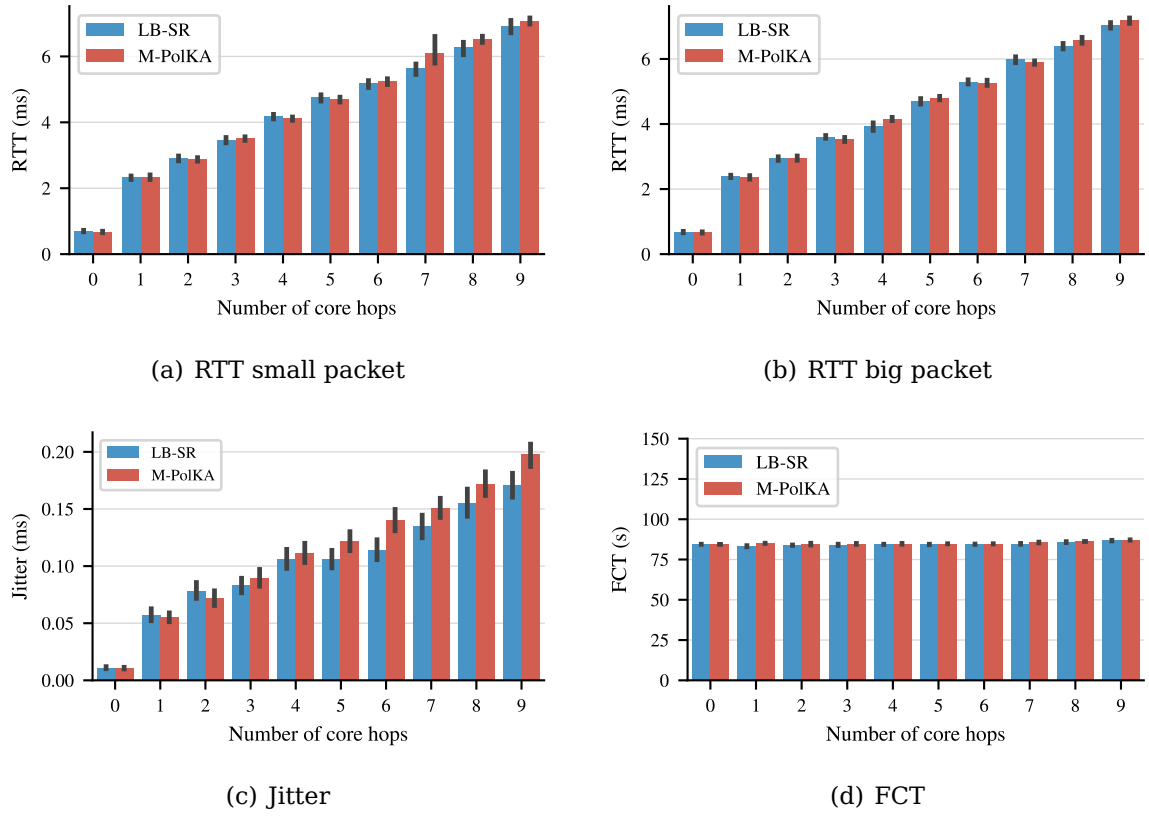 LB-SR
M-PolKA
RTT (ms)
6
4
2
0
0 1 2 3 4 5 6 7 8 9
Number of core hops
(a) RTT small packet
LB-SR
M-PolKA
RTT (ms)
6
4
2
0
0 1 2 3 4 5 6 7 8 9
Number of core hops
(b) RTT big packet
LB-SR
M-PolKA
Jitter (ms)
0.20
0.15
0.10
0.05
0.00
0 1 2 3 4 5 6 7 8 9
Number of core hops
(c) Jitter
LB-SR
M-PolKA
FCT (s)
150
125
100
75
50
25
0
0 1 2 3 4 5 6 7 8 9
Number of core hops
(d) FCT